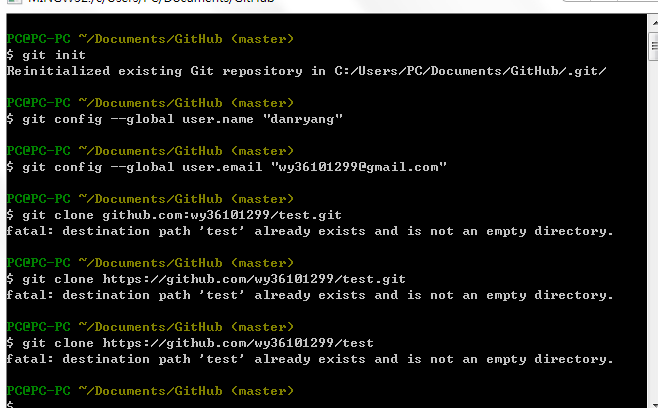 MINGW32:/c/Users/PC/Documents/GitHub
PC@PC-PC ~/Documents/GitHub (master)
$ git init
Reinitialized existing Git repository in C:/Users/PC/Documents/GitHub/.git/
PC@PC-PC ~/Documents/GitHub (master)
$ git config --global user.name "danryang"
PC@PC-PC ~/Documents/GitHub (master)
$ git config --global user.email "wy36101299@gmail.com"
PC@PC-PC ~/Documents/GitHub (master)
$ git clone github.com:wy36101299/test.git
fatal: destination path 'test' already exists and is not an empty directory.
PC@PC-PC ~/Documents/GitHub (master)
$ git clone https://github.com/wy36101299/test.git
fatal: destination path 'test' already exists and is not an empty directory.
PC@PC-PC ~/Documents/GitHub (master)
$ git clone https://github.com/wy36101299/test
fatal: destination path 'test' already exists and is not an empty directory.
PC@PC-PC ~/Documents/GitHub (master)
$